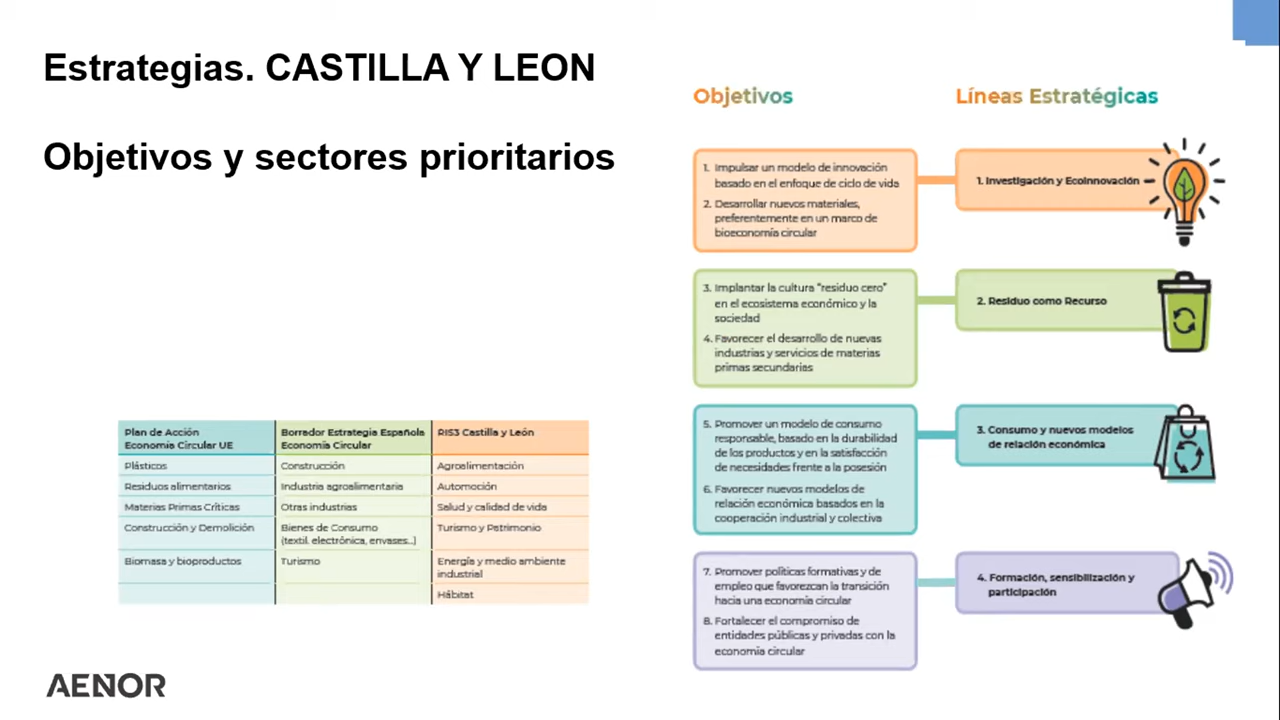 Estrategias. CASTILLA Y LEON
Objetivos y sectores prioritarios
Plan de Acción
Economía Circular UE
Plásticos
Residuos alimentarios
Materias Primas Críticas
Construcción y Demolición
Biomasa y bioproductos
Borrador Estrategia Española
Economía Circular
Construcción
Industria agroalimentaria
Otras industrias
Bienes de Consumo
(textil. electrónica, envases...)
Turismo
RIS3 Castilla y León
Agroalimentación
Automoción
Salud y calidad de vida
Turismo y Patrimonio
Energía y medio ambiente
industrial
Hábitat
AENOR
Objetivos
1. Impulsar un modelo de innovación
basado en el enfoque de ciclo de vida
2. Desarrollar nuevos materiales,
preferentemente en un marco de
bioeconomía circular
3. Implantar la cultura “residuo cero”
en el ecosistema económico y la
sociedad
4. Favorecer el desarrollo de nuevas
industrias y servicios de materias
primas secundarias
5. Promover un modelo de consumo
responsable, basado en la durabilidad
de los productos y en la satisfacción
de necesidades frente a la posesión
6. Favorecer nuevos modelos de
relación económica basados en la
cooperación industrial y colectiva
7. Promover políticas formativas y de
empleo que favorezcan la transición
hacia una economía circular
8. Fortalecer el compromiso de
entidades públicas y privadas con la
economía circular
Líneas Estratégicas
1. Investigación y Ecoinnovación
2. Residuo como Recurso
3. Consumo y nuevos modelos
de relación económica
4. Formación, sensibilización y
participación